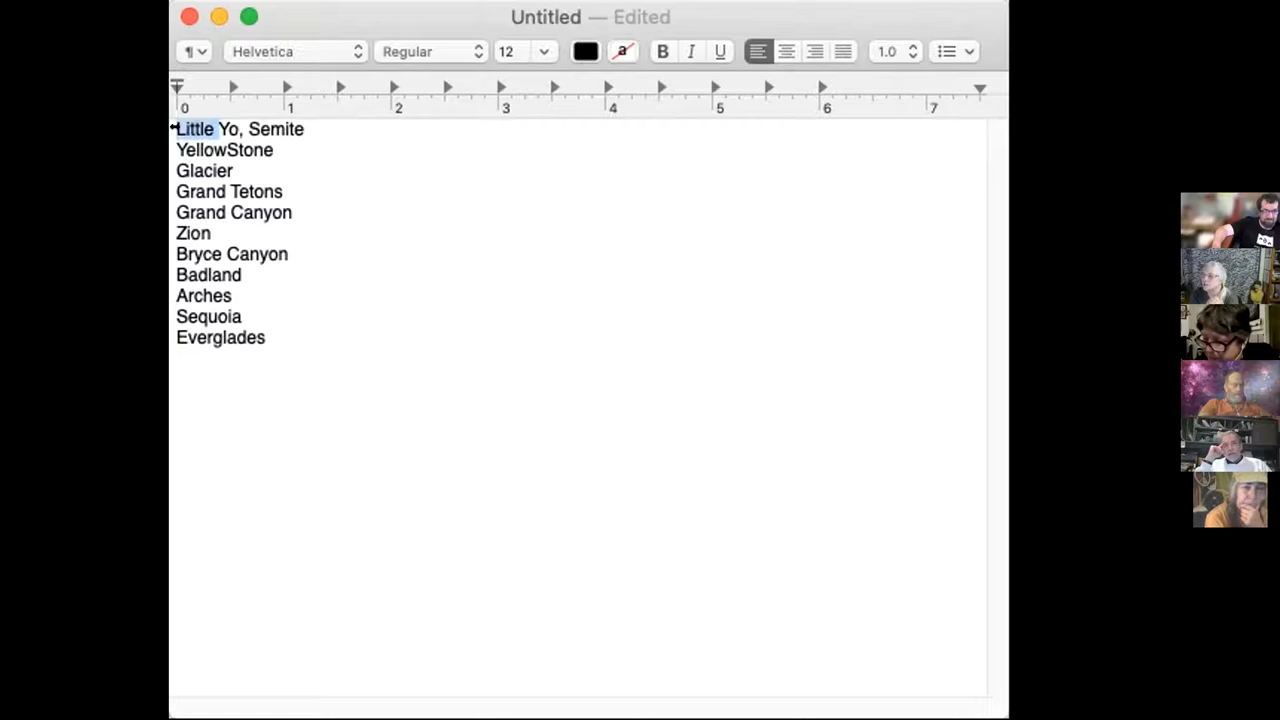 Untitled — Edited
¶ Helvetica Regular 12 a B I U 1.0
0 1 2 3 4 5 6 7
Little Yo, Semite
YellowStone
Glacier
Grand Tetons
Grand Canyon
Zion
Bryce Canyon
Badland
Arches
Sequoia
Everglades